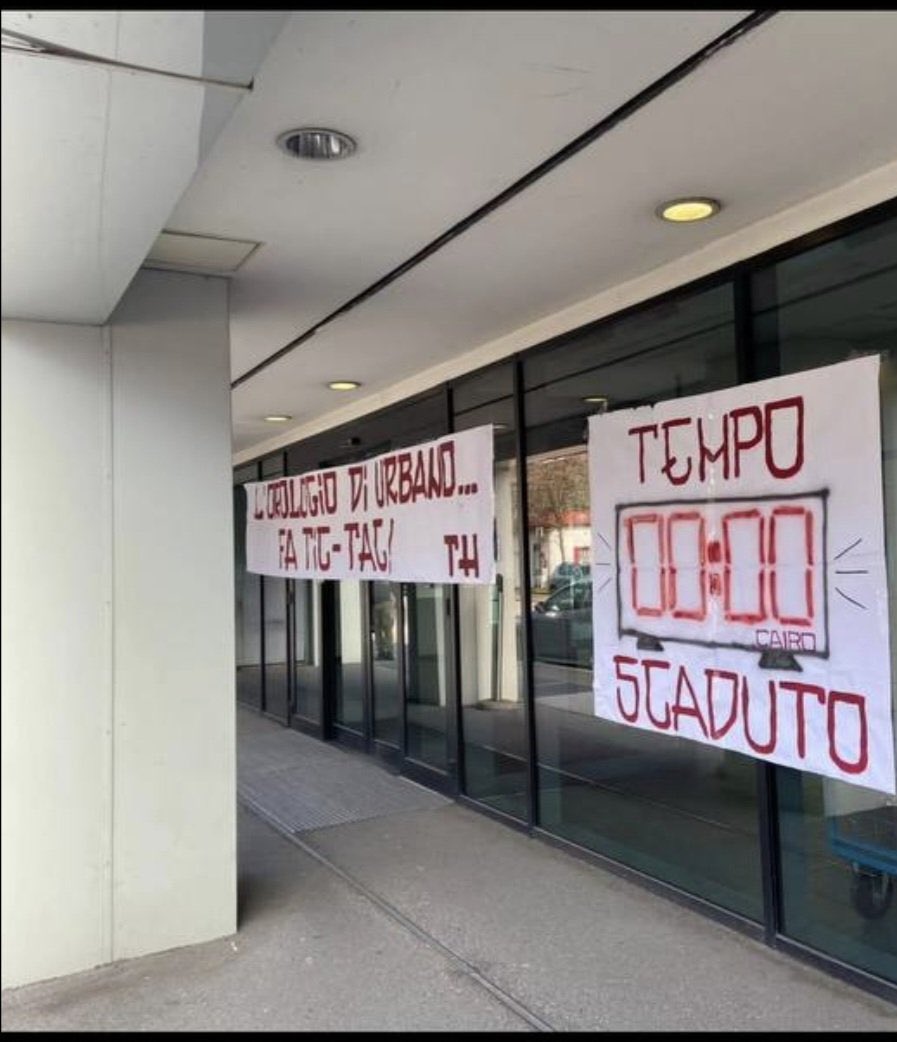 L'OROLOGIO Di URBANO...
FA TIC-TAC!
TH
TEMPO
00:00
CAIRO
SCADUTO